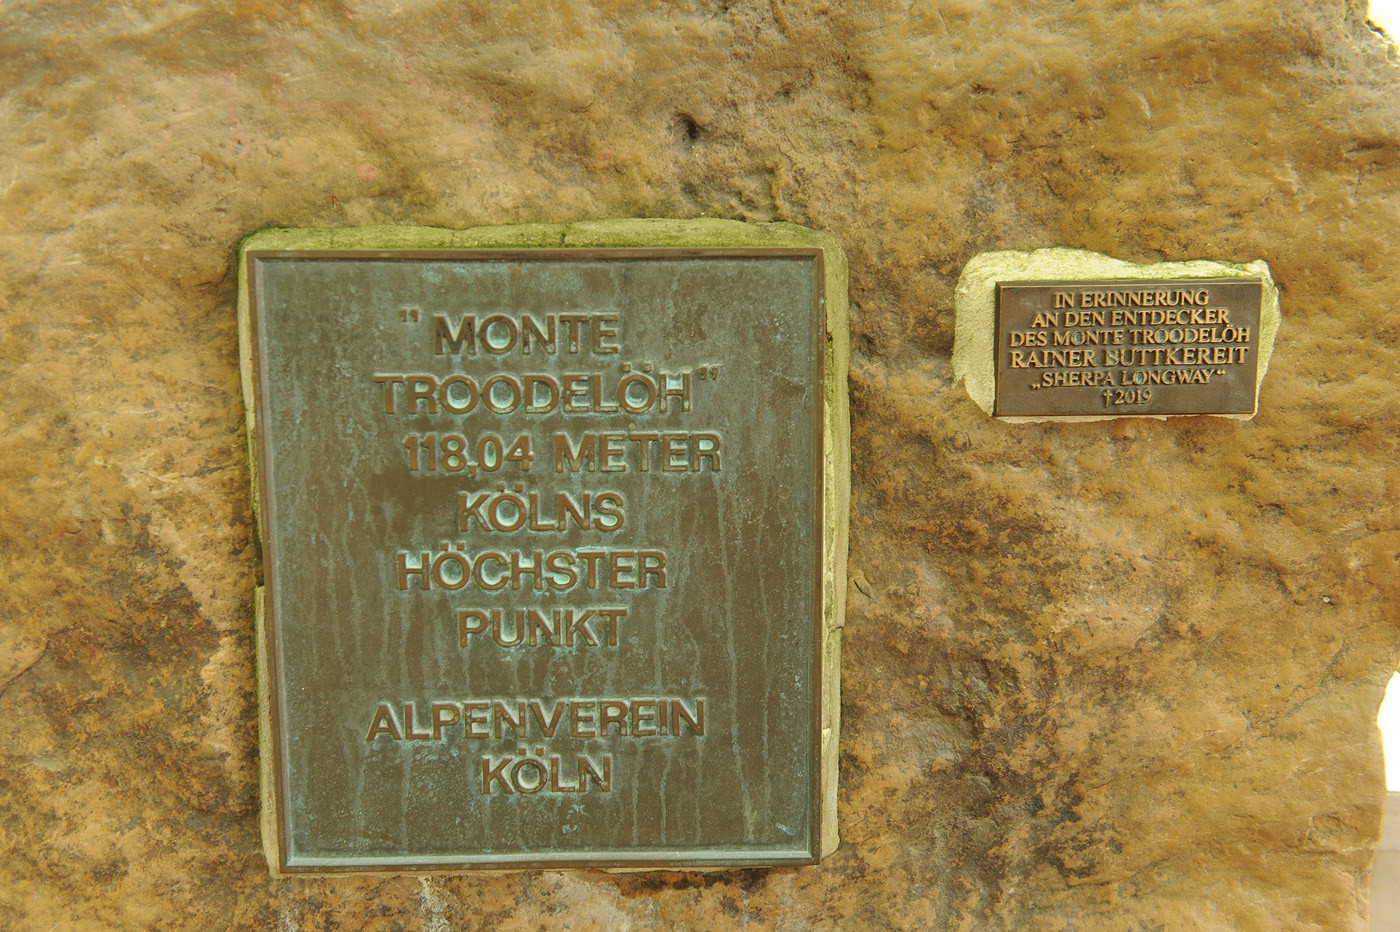 "MONTE
TROODELÖH"
118,04 METER
KÖLNS
HÖCHSTER
PUNKT
ALPENVEREIN
KÖLN
IN ERINNERUNG
AN DEN ENTDECKER
DES MONTE TROODELÖH
RAINER BUTTKEREIT
„SHERPA LONGWAY“
†2019